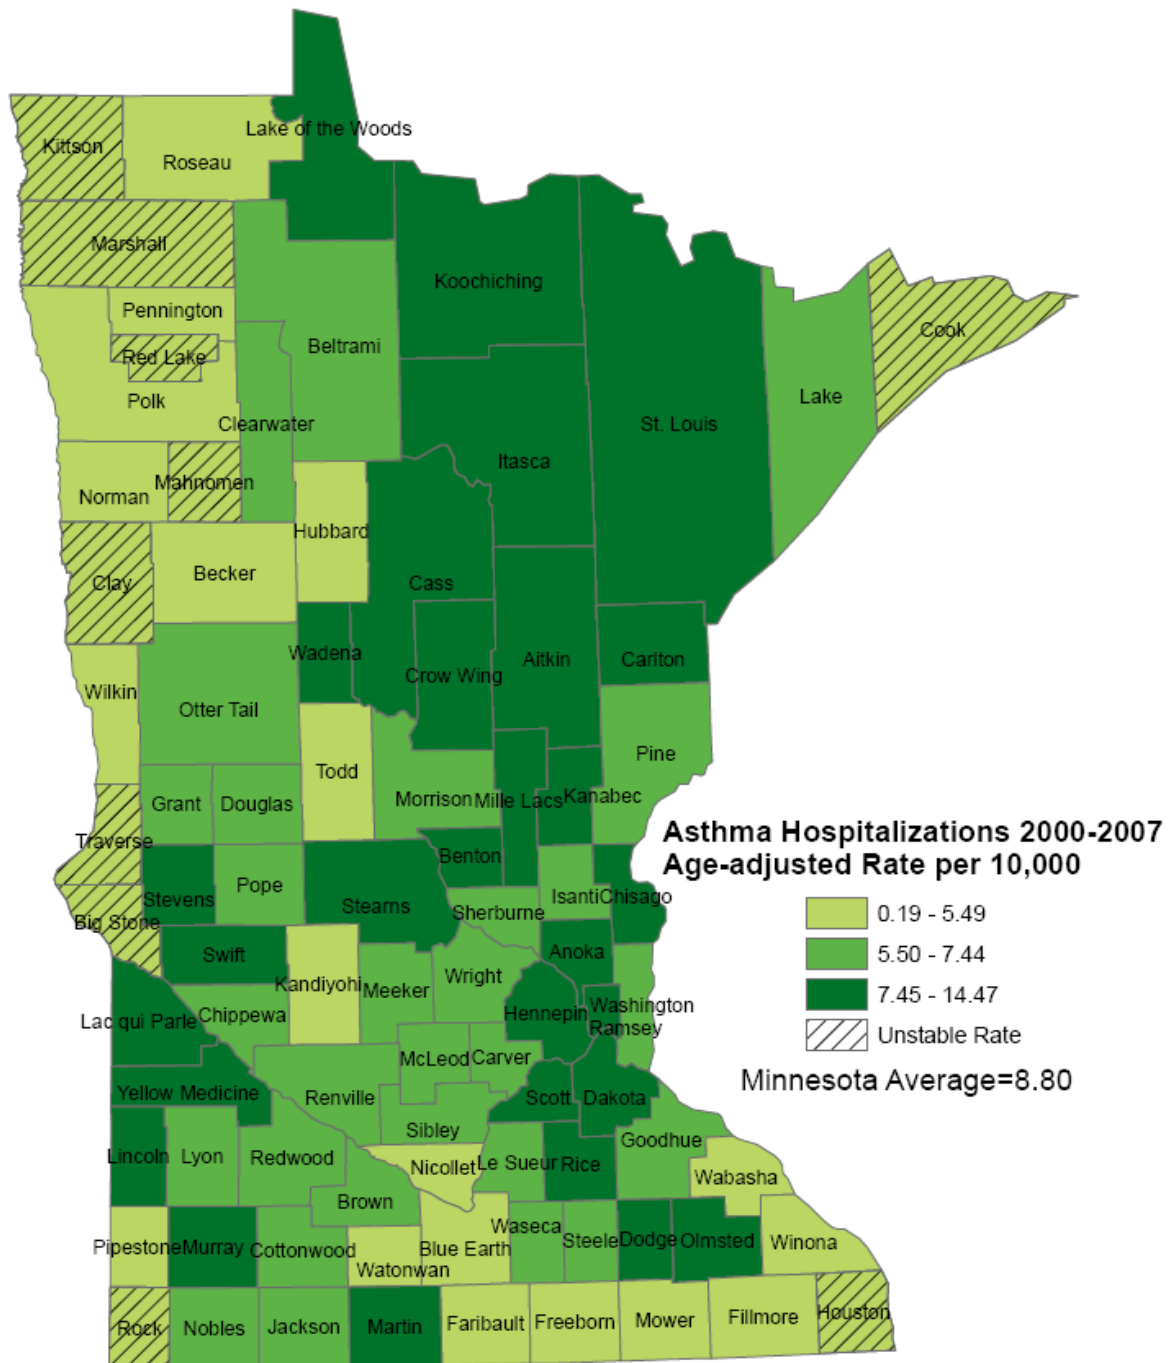 Lake of the Woods
Kittson
Roseau
Marshall
Koochiching
Pennington
Cook
Beltrami
Red Lake
Lake
Polk
Clearwater
St. Louis
Itasca
Mahnomen
Norman
Hubbard
Becker
Clay
Cass
Wadena
Aitkin
Carlton
Crow Wing
Wilkin
Otter Tail
Pine
Todd
Grant
Douglas
Morrison
Mille Lacs
Kanabec
Traverse
Benton
Pope
Stevens
Stearns
Isanti
Chisago
Sherburne
Big Stone
Swift
Anoka
Kandiyohi
Meeker
Wright
Washington
Lac qui Parle
Chippewa
Hennepin
Ramsey
McLeod
Carver
Yellow Medicine
Renville
Scott
Dakota
Sibley
Goodhue
Lincoln
Lyon
Redwood
Nicollet
Le Sueur
Rice
Wabasha
Brown
Waseca
Steele
Dodge
Olmsted
Winona
Pipestone
Murray
Cottonwood
Blue Earth
Watonwan
Rock
Nobles
Jackson
Martin
Faribault
Freeborn
Mower
Fillmore
Houston
Asthma Hospitalizations 2000-2007
Age-adjusted Rate per 10,000
0.19 - 5.49
5.50 - 7.44
7.45 - 14.47
Unstable Rate
Minnesota Average=8.80